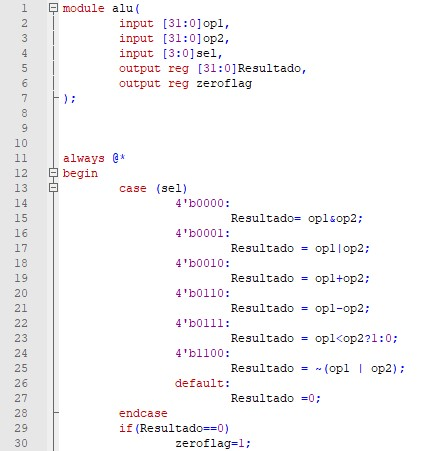 1 module alu(
2 input [31:0]op1,
3 input [31:0]op2,
4 input [3:0]sel,
5 output reg [31:0]Resultado,
6 output reg zeroflag
7 );
8
9
10
11 always @*
12 begin
13 case (sel)
14 4'b0000:
15 Resultado= op1&op2;
16 4'b0001:
17 Resultado = op1|op2;
18 4'b0010:
19 Resultado = op1+op2;
20 4'b0110:
21 Resultado = op1-op2;
22 4'b0111:
23 Resultado = op1<op2?1:0;
24 4'b1100:
25 Resultado = ~(op1 | op2);
26 default:
27 Resultado =0;
28 endcase
29 if(Resultado==0)
30 zeroflag=1;